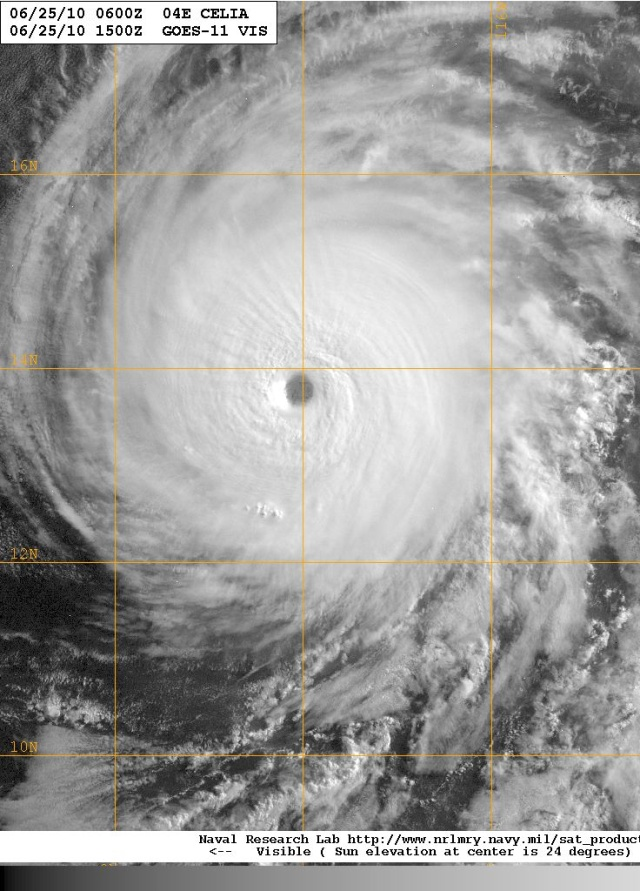 06/25/10 0600Z 04E CELIA
06/25/10 1500Z GOES-11 VIS
16N
14N
12N
10N
Naval Research Lab http://www.nrlmry.navy.mil/sat_product
<-- Visible ( Sun elevation at center is 24 degrees)